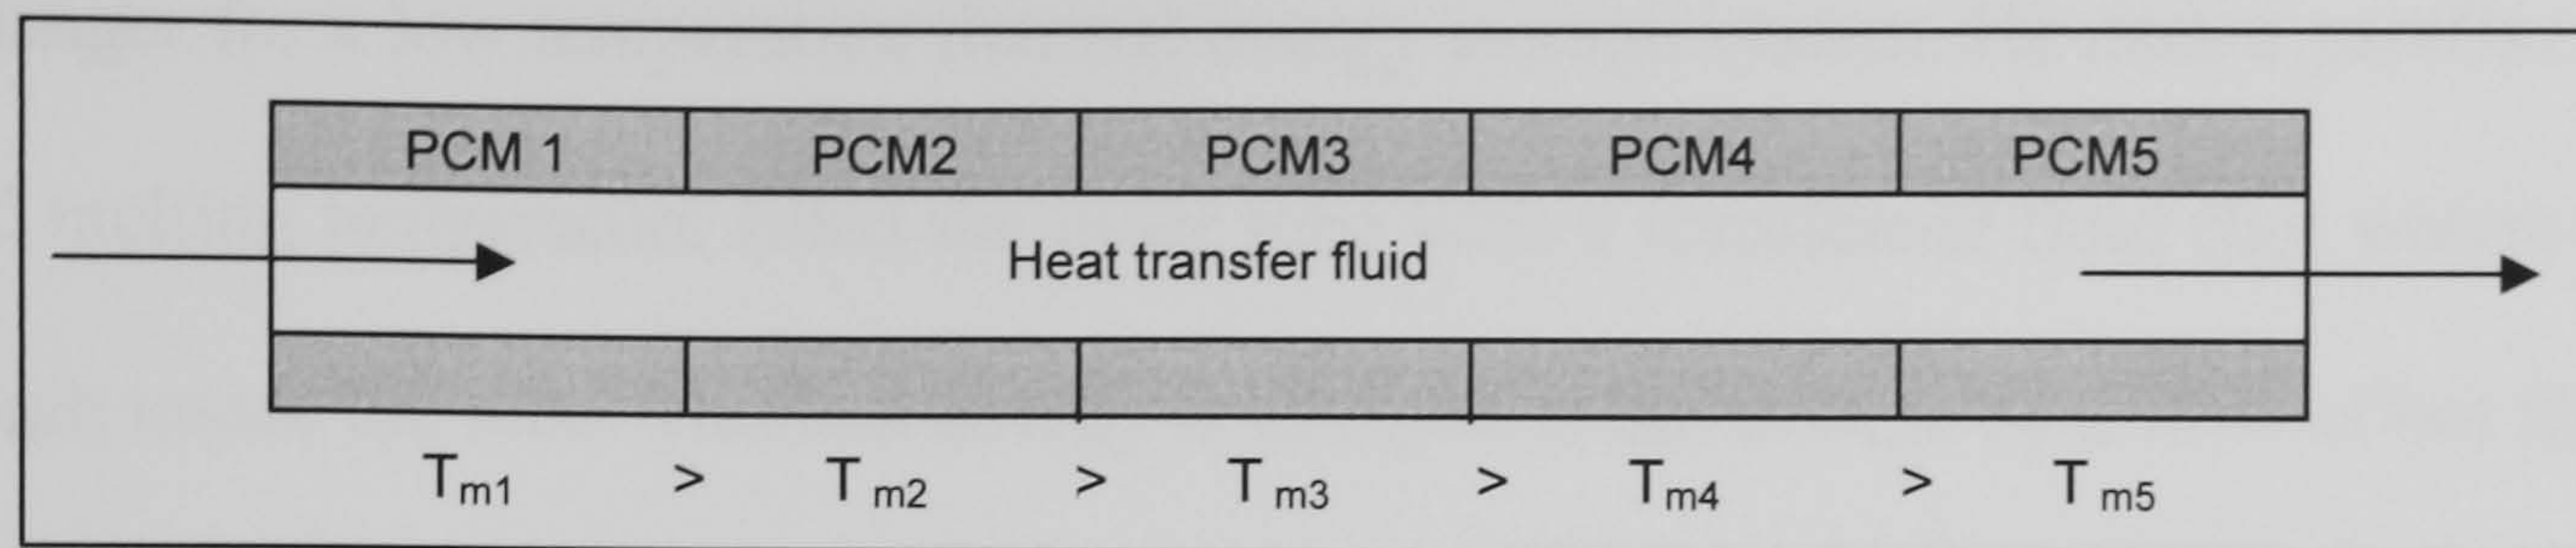 PCM 1 PCM2 PCM3 PCM4 PCM5
Heat transfer fluid
Tm1 > Tm2 > Tm3 > Tm4 > Tm5